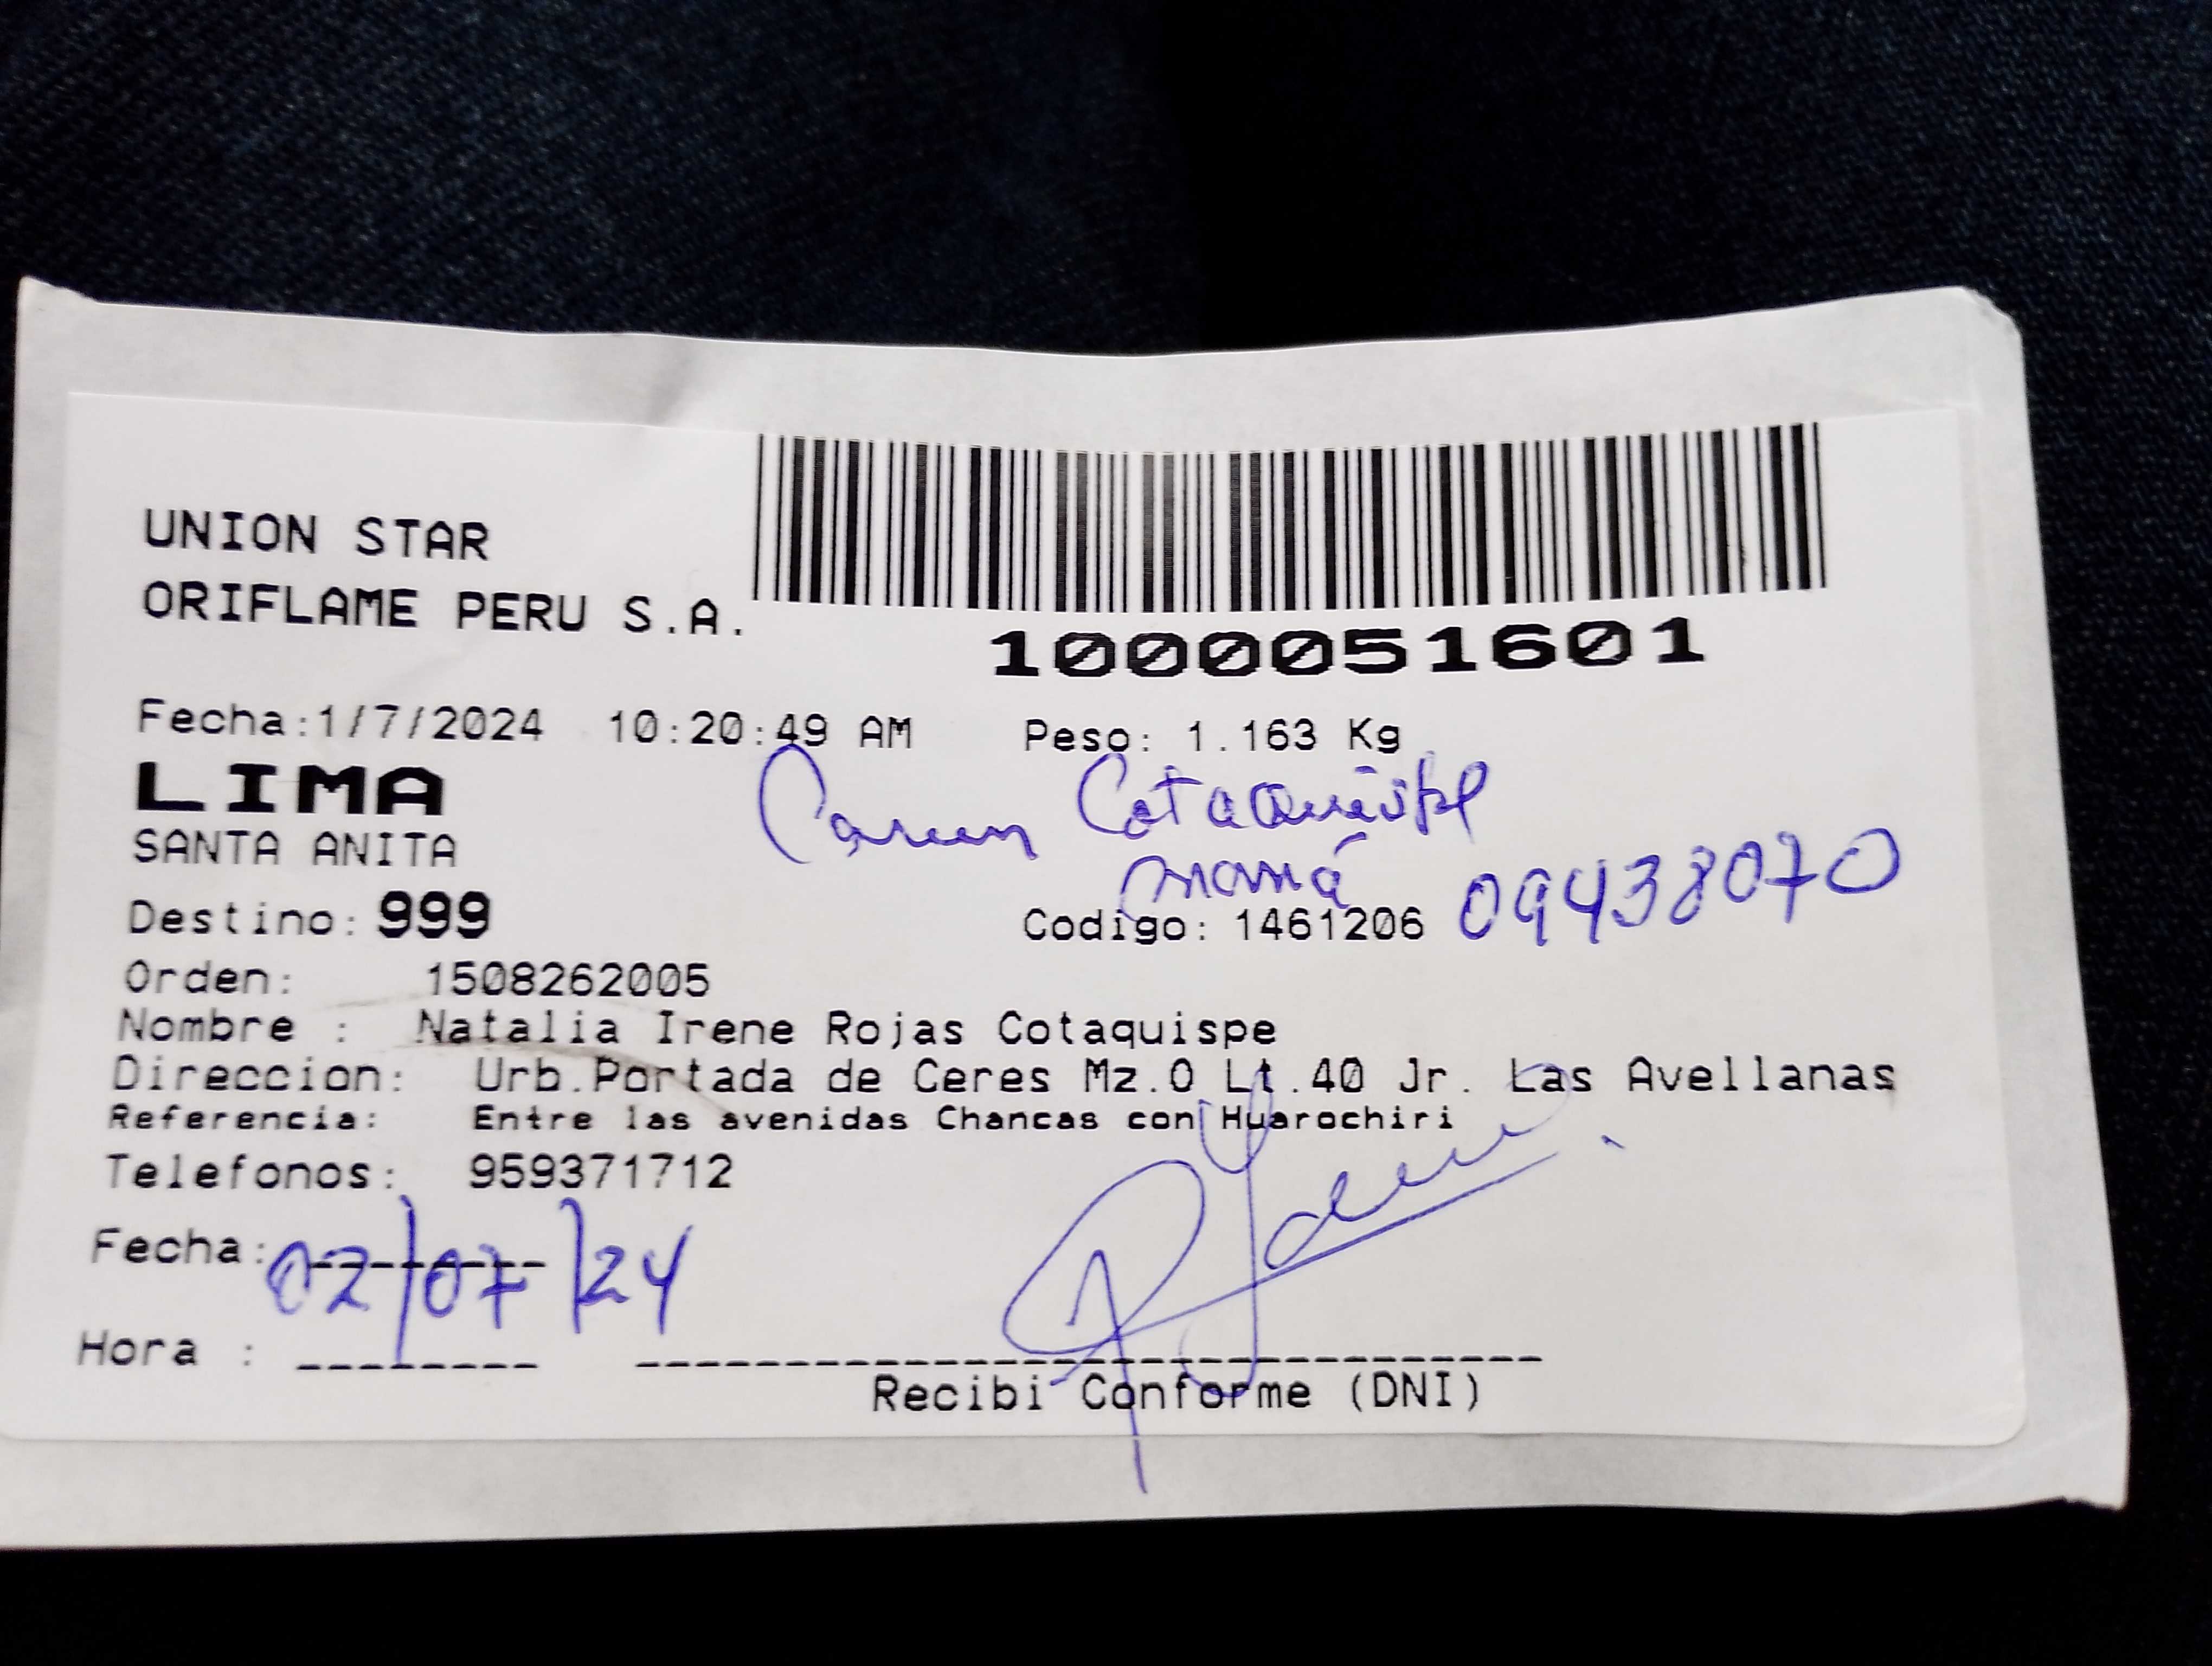 UNION STAR
ORIFLAME PERU S.A.
1000051601
Fecha:1/7/2024 10:20:49 AM Peso: 1.163 Kg
LIMA
Carmen Cotaquispe
SANTA ANITA
mamá 09438070
Destino: 999 Codigo: 1461206
Orden: 1508262005
Nombre : Natalia Irene Rojas Cotaquispe
Direccion: Urb.Portada de Ceres Mz.O Lt.40 Jr. Las Avellanas
Referencia: Entre las avenidas Chancas con Huarochiri
Telefonos: 959371712
Fecha: 02/07/24
Hora :
Recibi Conforme (DNI)